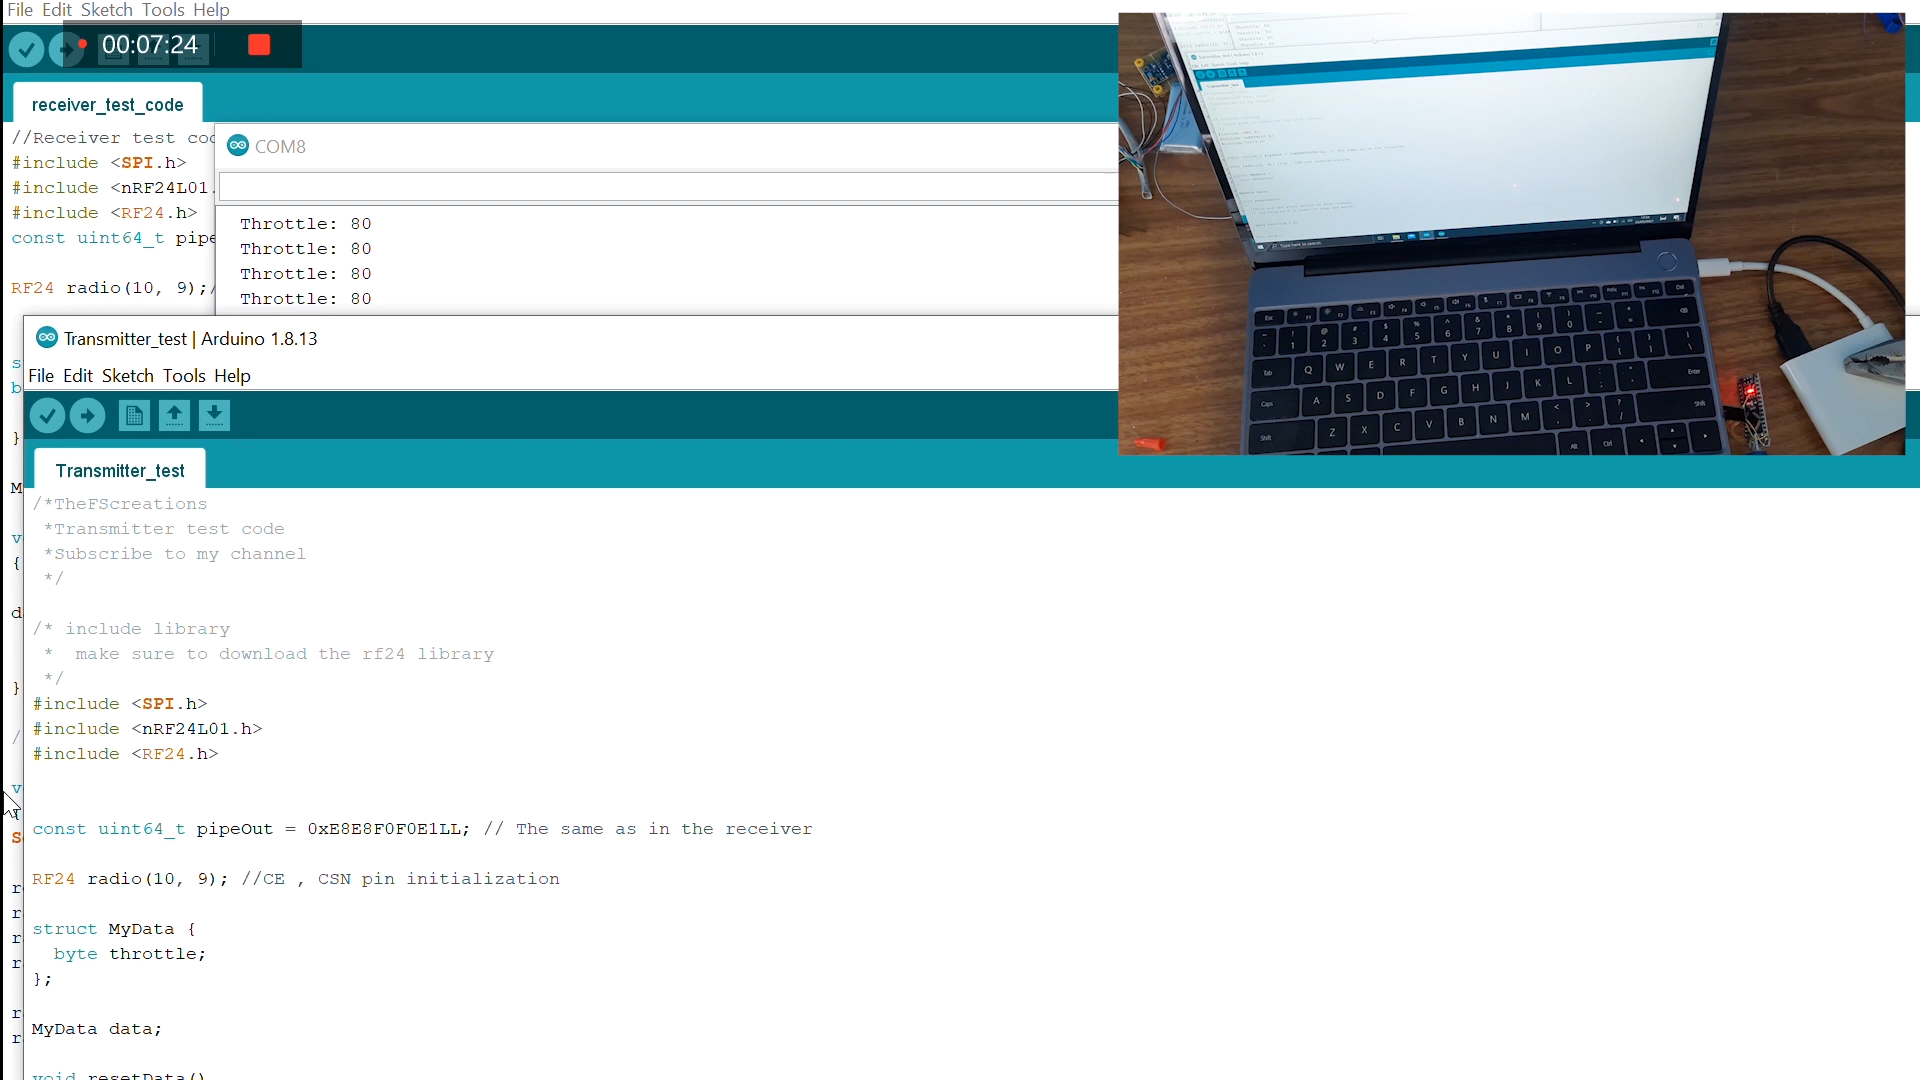 File Edit Sketch Tools Help
00:07:24
receiver_test_code
//Receiver test cod
#include <SPI.h>
#include <nRF24L01.
#include <RF24.h>
const uint64_t pipe
RF24 radio(10, 9);/
COM8
Throttle: 80
Throttle: 80
Throttle: 80
Throttle: 80
Transmitter_test | Arduino 1.8.13
File Edit Sketch Tools Help
Transmitter_test
/*TheFScreations
*Transmitter test code
*Subscribe to my channel
*/
/* include library
* make sure to download the rf24 library
*/
#include <SPI.h>
#include <nRF24L01.h>
#include <RF24.h>
const uint64_t pipeOut = 0xE8E8F0F0E1LL; // The same as in the receiver
RF24 radio(10, 9); //CE , CSN pin initialization
struct MyData {
byte throttle;
};
MyData data;
void resetData()